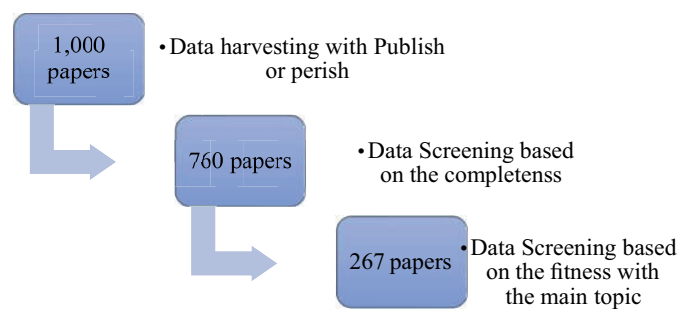 1,000
papers
•Data harvesting with Publish
or perish
760 papers
•Data Screening based
on the completenss
267 papers
•Data Screening based
on the fitness with
the main topic